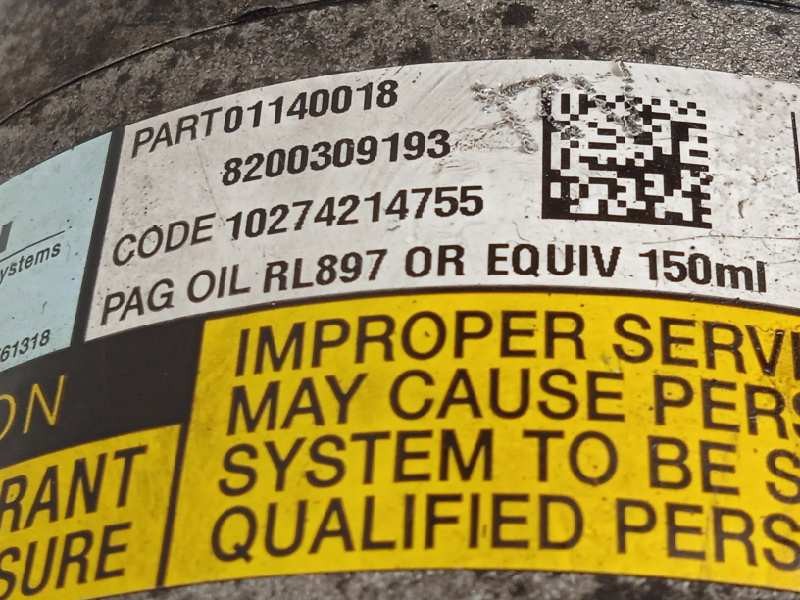 PART01140018
8200309193
CODE 10274214755
PAG OIL RL897 OR EQUIV 150ml
ystems
61318
ON
RANT
SURE
IMPROPER SERVI
MAY CAUSE PERS
SYSTEM TO BE S
QUALIFIED PERS